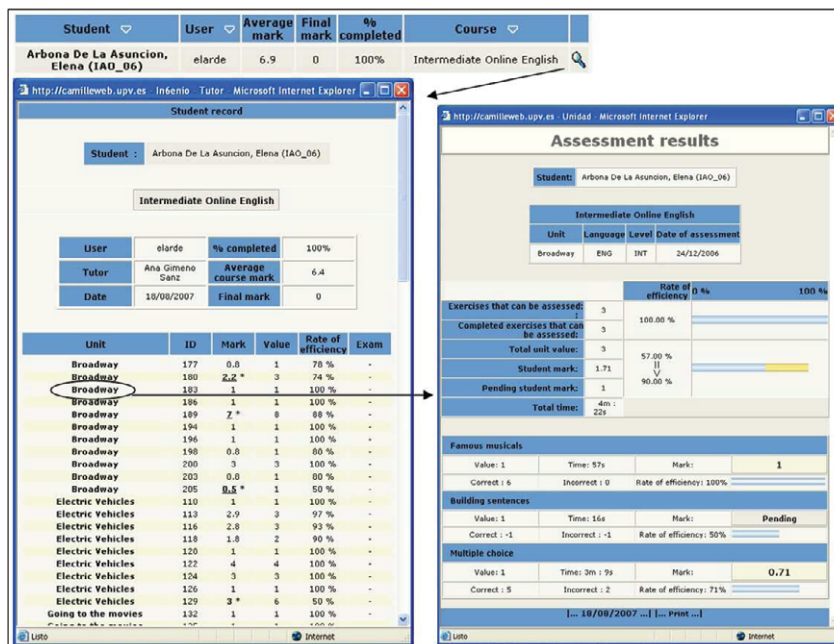 Student User Average mark Final mark % completed Course
Arbona De La Asuncion, Elena (IAO_06) elarde 6.9 0 100% Intermediate Online English
http://camilleweb.upv.es - In6enio - Tutor - Microsoft Internet Explorer
Student record
Student : Arbona De La Asuncion, Elena (IAO_06)
Intermediate Online English
User elarde % completed 100%
Tutor Ana Gimeno Sanz Average course mark 6.4
Date 18/08/2007 Final mark 0
Unit ID Mark Value Rate of efficiency Exam
Broadway 177 0.8 1 78 % -
Broadway 180 2.2 * 3 74 % -
Broadway 183 1 1 100 % -
Broadway 186 1 1 100 % -
Broadway 189 7 * 8 88 % -
Broadway 194 1 1 100 % -
Broadway 196 1 1 100 % -
Broadway 198 0.8 1 80 % -
Broadway 200 3 3 100 % -
Broadway 203 0.8 1 80 % -
Broadway 205 0.5 * 1 50 % -
Electric Vehicles 110 1 1 100 % -
Electric Vehicles 113 2.9 3 97 % -
Electric Vehicles 116 2.8 3 93 % -
Electric Vehicles 118 1.8 2 90 % -
Electric Vehicles 120 1 1 100 % -
Electric Vehicles 122 4 4 100 % -
Electric Vehicles 124 3 3 100 % -
Electric Vehicles 126 1 1 100 % -
Electric Vehicles 129 3 * 6 50 % -
Going to the movies 132 1 1 100 % -
Listo Internet
http://camilleweb.upv.es - Unidad - Microsoft Internet Explorer
Assessment results
Student: Arbona De La Asuncion, Elena (IAO_06)
Intermediate Online English
Unit Language Level Date of assessment
Broadway ENG INT 24/12/2006
Rate of efficiency 0 % 100 %
Exercises that can be assessed: : 3
Completed exercises that can be assessed: 3
100.00 %
Total unit value: 3
Student mark: 1.71
Pending student mark: 1
57.00 %
=>
90.00 %
Total time: 4m : 22s
Famous musicals
Value: 1 Time: 57s Mark: 1
Correct : 6 Incorrect : 0 Rate of efficiency: 100%
Building sentences
Value: 1 Time: 16s Mark: Pending
Correct : -1 Incorrect : -1 Rate of efficiency: 50%
Multiple choice
Value: 1 Time: 3m : 9s Mark: 0.71
Correct : 5 Incorrect : 2 Rate of efficiency: 71%
[... 18/08/2007 ...] [... Print ...]
Listo Internet